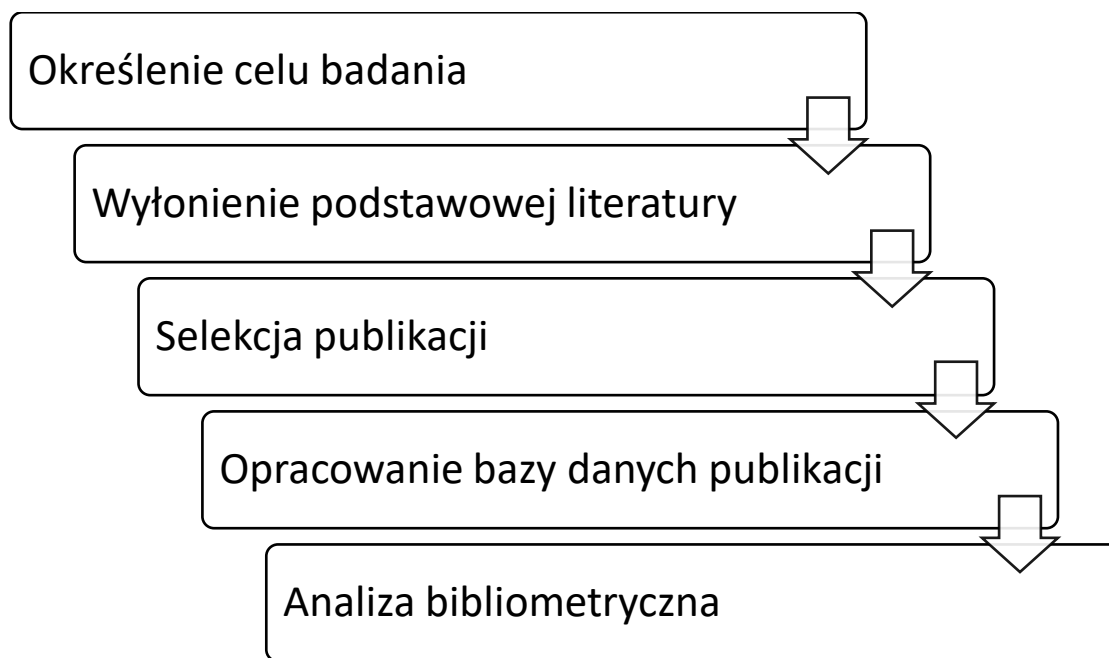 Określenie celu badania
Wyłonienie podstawowej literatury
Selekcja publikacji
Opracowanie bazy danych publikacji
Analiza bibliometryczna